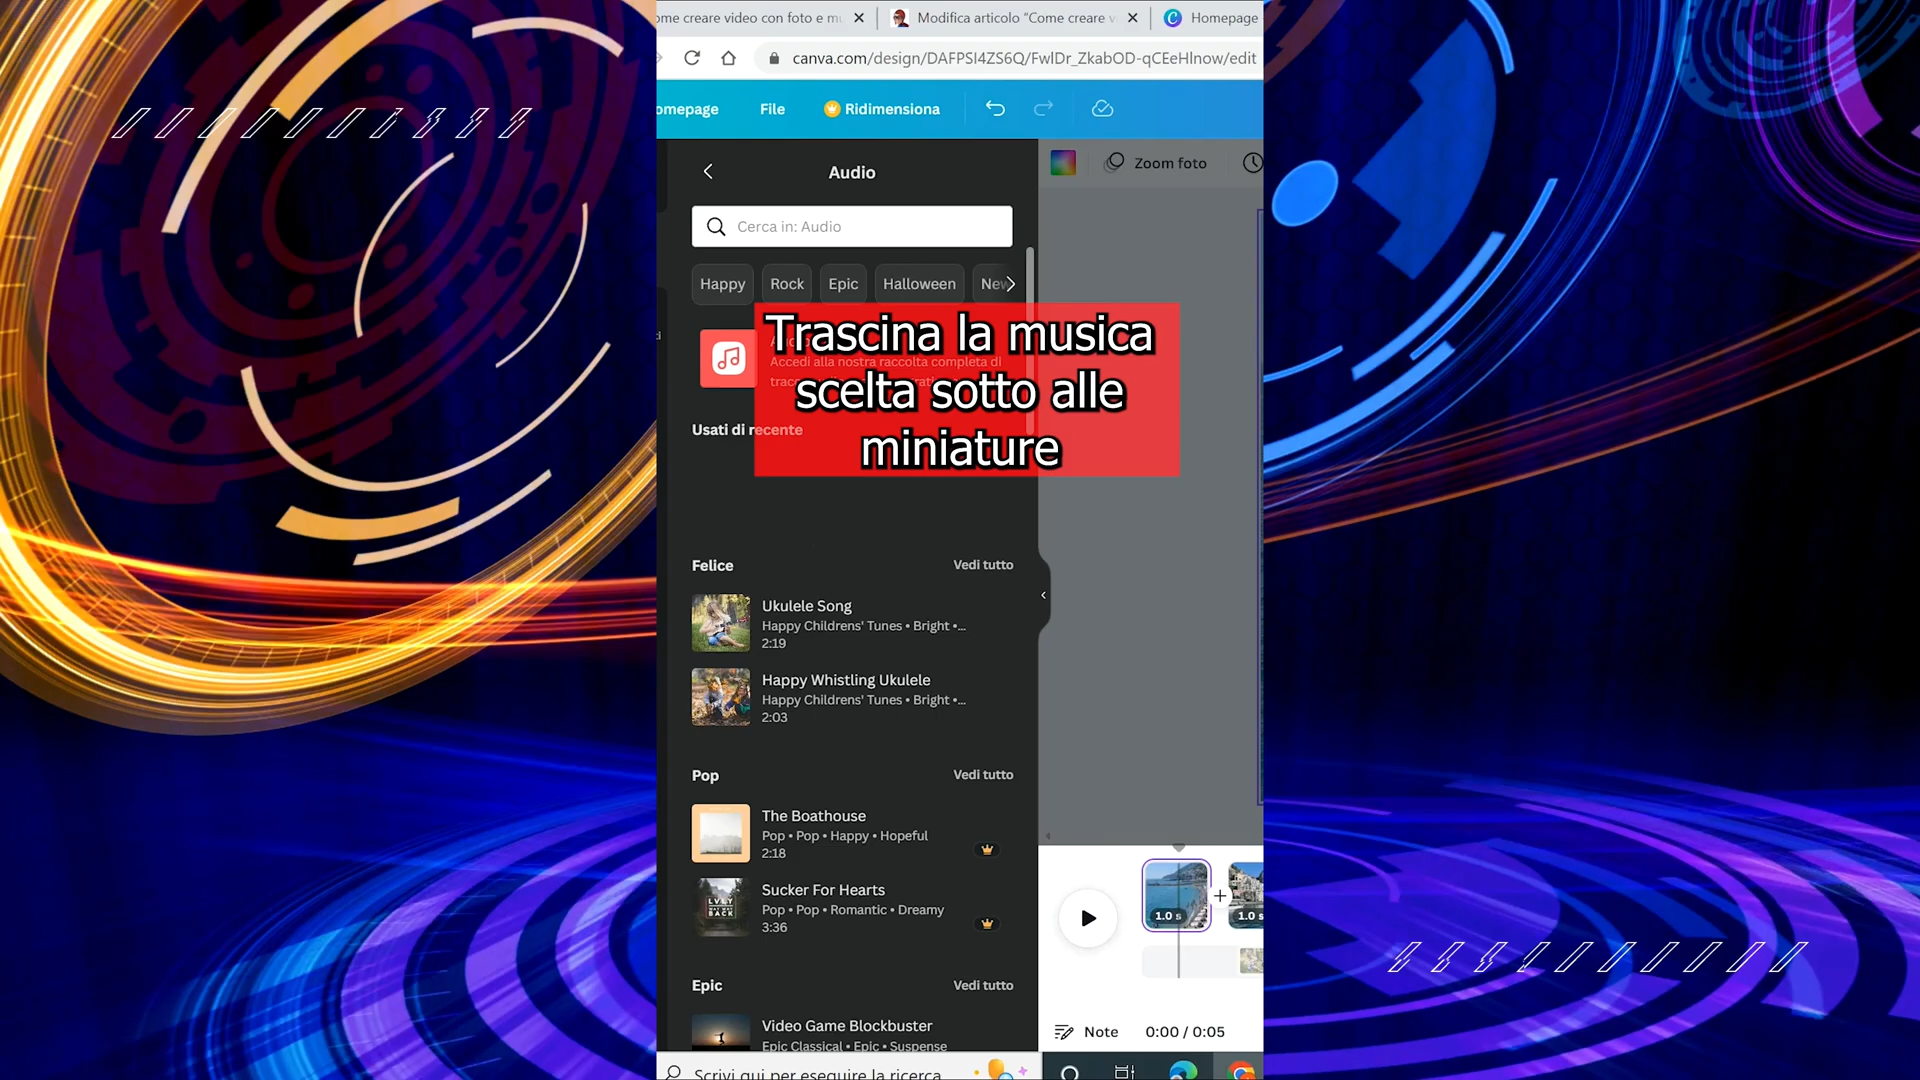 ome creare video con foto e mu
Modifica articolo "Come creare v
Homepage
canva.com/design/DAFPSI4ZS6Q/FwlDr_ZkabOD-qCEeHlnow/edit
omepage
File
Ridimensiona
Audio
Zoom foto
Cerca in: Audio
Happy
Rock
Epic
Halloween
New
Trascina la musica
scelta sotto alle
miniature
Accedi alla nostra raccolta completa di
Usati di recente
Felice
Vedi tutto
Ukulele Song
Happy Childrens' Tunes • Bright •...
2:19
Happy Whistling Ukulele
Happy Childrens' Tunes • Bright •...
2:03
Pop
Vedi tutto
The Boathouse
Pop • Pop • Happy • Hopeful
2:18
Sucker For Hearts
Pop • Pop • Romantic • Dreamy
3:36
LVLY
WAY WAY
BACK
1.0 s
1.0 s
Epic
Vedi tutto
Video Game Blockbuster
Epic Classical • Epic • Suspense
Note
0:00 / 0:05
Scrivi qui per eseguire la ricerca